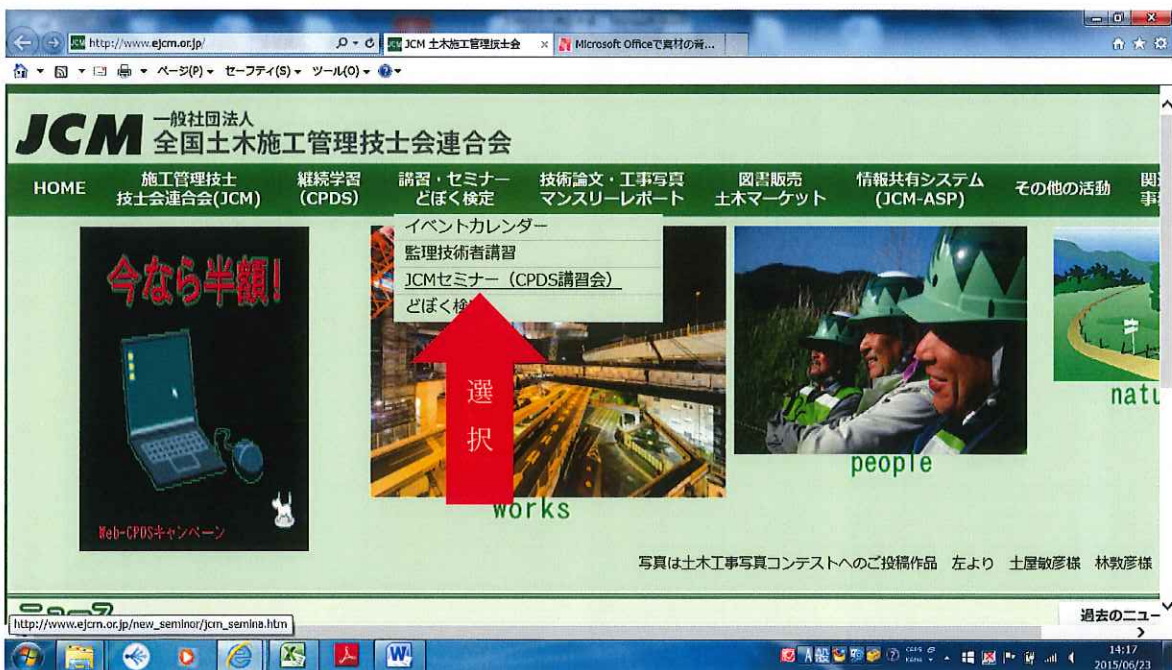 http://www.ejcm.or.jp/
JCM 土木施工管理技士会
Microsoft Officeで素材の背...
ページ(P)
セーフティ(S)
ツール(O)
JCM 一般社団法人
全国土木施工管理技士会連合会
HOME
施工管理技士
技士会連合会(JCM)
継続学習
(CPDS)
講習・セミナー
どぼく検定
技術論文・工事写真
マンスリーレポート
図書販売
土木マーケット
情報共有システム
(JCM-ASP)
その他の活動
イベントカレンダー
監理技術者講習
JCMセミナー(CPDS講習会)
どぼく検
選
択
今なら半額!
Web-CPDSキャンペーン
works
people
natu
写真は土木工事写真コンテストへのご投稿作品 左より 土屋敏彦様 林敦彦様
ニュース
過去のニュー
http://www.ejcm.or.jp/new_seminor/jcm_semina.htm
A 般
CAPS
KANA
14:17
2015/06/23